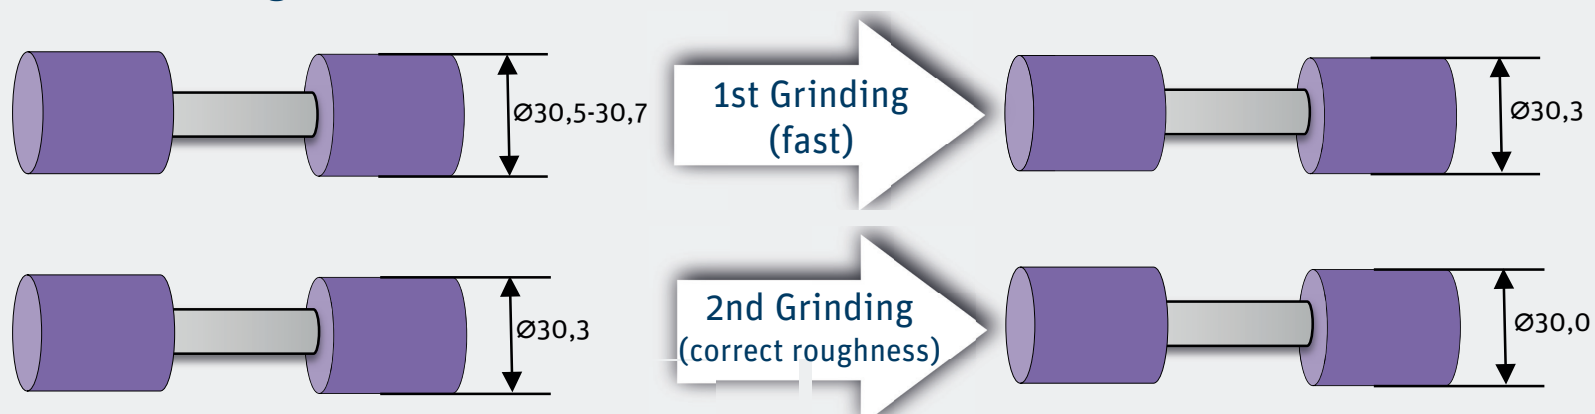 Ø30,5-30,7
1st Grinding
(fast)
Ø30,3
Ø30,3
2nd Grinding
(correct roughness)
Ø30,0